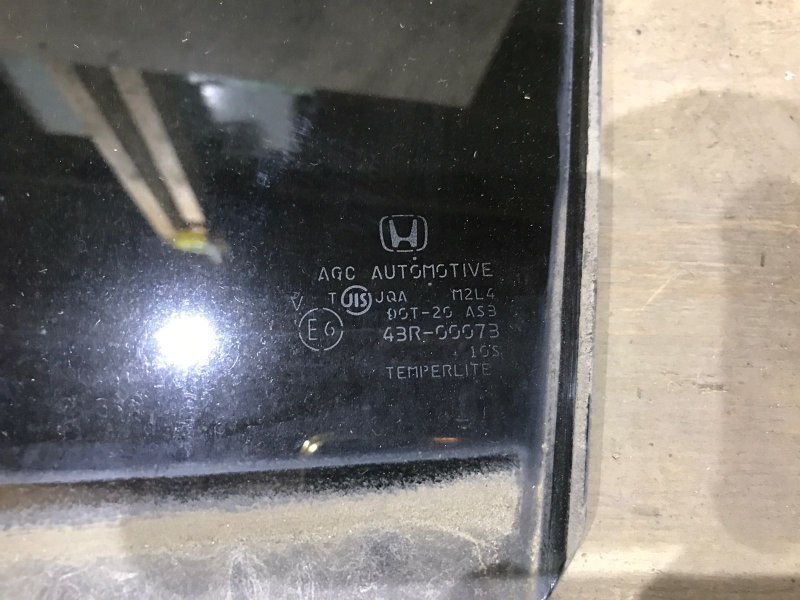 AGC AUTOMOTIVE
T JIS JQA M2L4
V DOT-20 AS3
E6 43R-00073
10S
TEMPERLITE